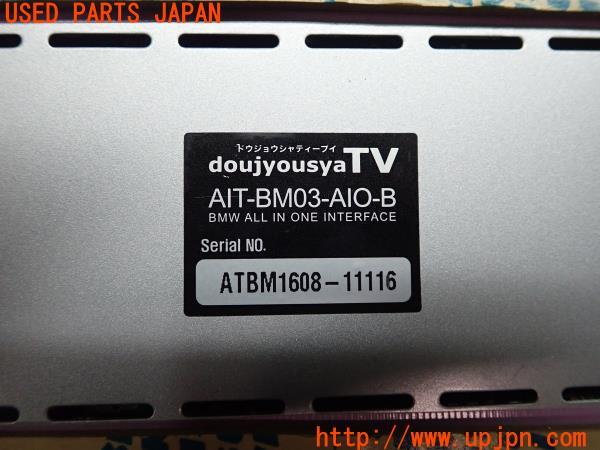 USED PARTS JAPAN
ドウジョウシャティーブイ
doujyousyaTV
AIT-BM03-AIO-B
BMW ALL IN ONE INTERFACE
Serial NO.
ATBM1608-11116
http://www.upjpn.com/